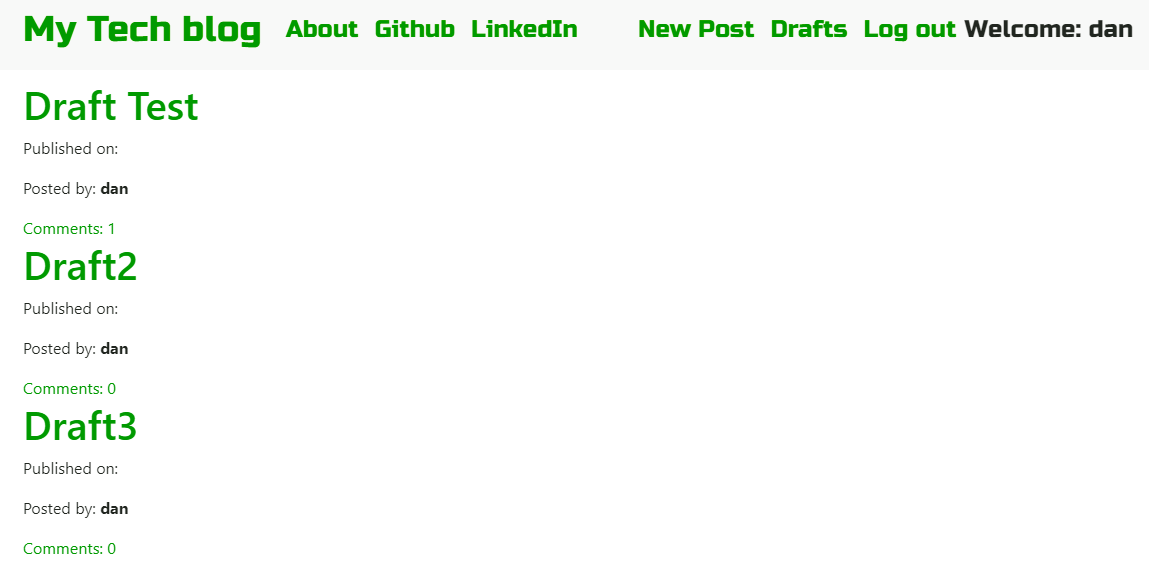 My Tech blog About Github LinkedIn New Post Drafts Log out Welcome: dan
Draft Test
Published on:
Posted by: dan
Comments: 1
Draft2
Published on:
Posted by: dan
Comments: 0
Draft3
Published on:
Posted by: dan
Comments: 0